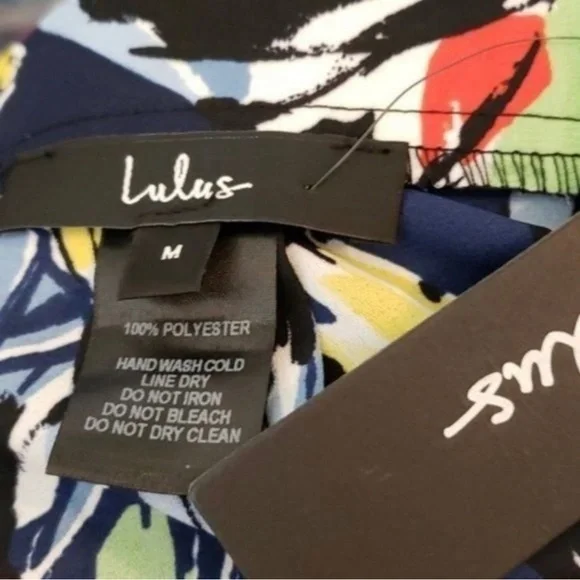 Lulus
M
100% POLYESTER
HAND WASH COLD
LINE DRY
DO NOT IRON
DO NOT BLEACH
DO NOT DRY CLEAN